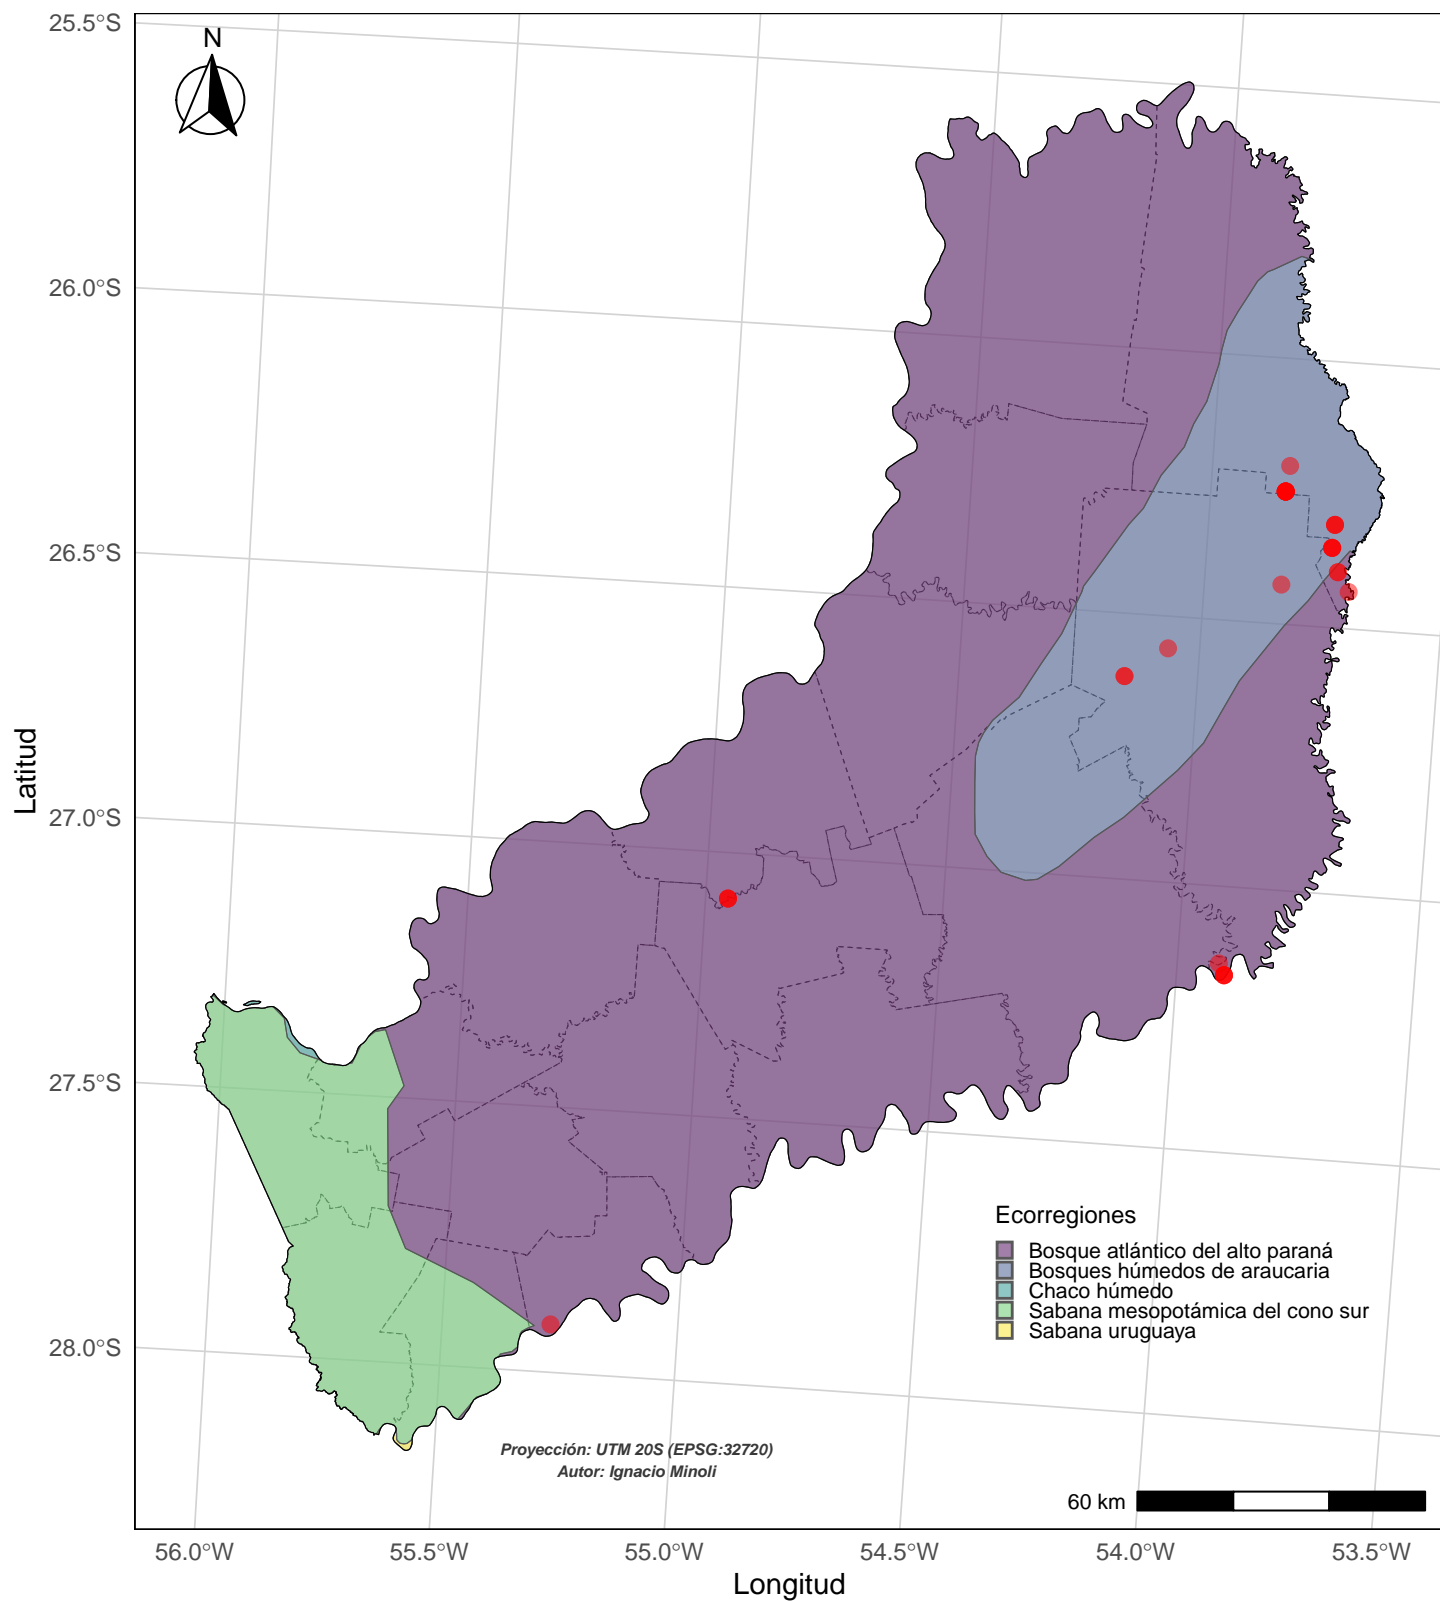 N
25.5°S
26.0°S
26.5°S
27.0°S
27.5°S
28.0°S
Latitud
Ecorregiones
Bosque atlántico del alto paraná
Bosques húmedos de araucaria
Chaco húmedo
Sabana mesopotámica del cono sur
Sabana uruguaya
Proyección: UTM 20S (EPSG:32720)
Autor: Ignacio Minoli
60 km
56.0°W 55.5°W 55.0°W 54.5°W 54.0°W 53.5°W
Longitud